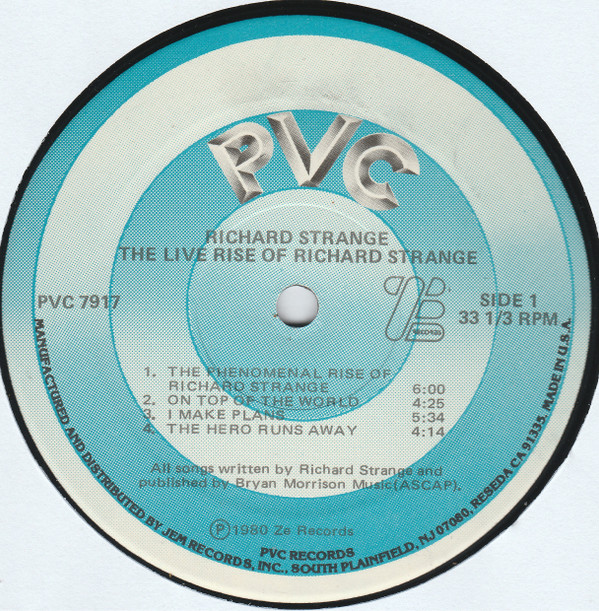 PVC
RICHARD STRANGE
THE LIVE RISE OF RICHARD STRANGE
PVC 7917
ZE
RECORDS
SIDE 1
33 1/3 RPM
1. THE PHENOMENAL RISE OF
RICHARD STRANGE 6:00
2. ON TOP OF THE WORLD 4:25
3. I MAKE PLANS 5:34
4. THE HERO RUNS AWAY 4:14
All songs written by Richard Strange and
published by Bryan Morrison Music(ASCAP).
Ⓟ1980 Ze Records
PVC RECORDS
MANUFACTURED AND DISTRIBUTED BY JEM RECORDS, INC., SOUTH PLAINFIELD, NJ 07080, RESEDA CA 91335. MADE IN U.S.A.